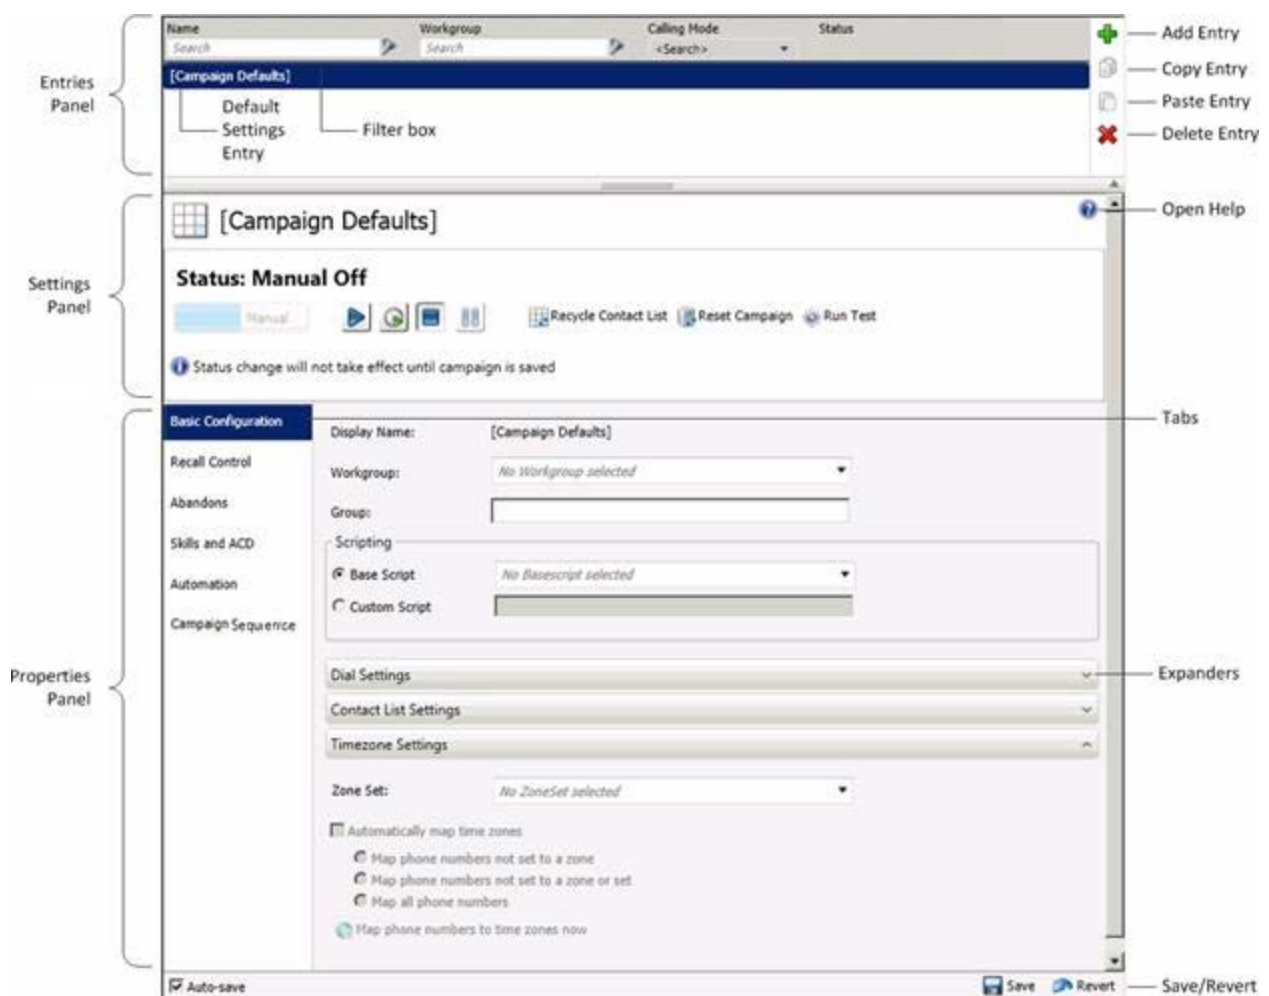 Name Workgroup Calling Mode Status
Search Search <Search> Add Entry
[Campaign Defaults] Copy Entry
Entries
Panel
Paste Entry
Default
Settings
Entry
Filter box
Delete Entry
[Campaign Defaults] Open Help
Settings
Panel
Status: Manual Off
Manual Recycle Contact List Reset Campaign Run Test
Status change will not take effect until campaign is saved
Basic Configuration Tabs
Display Name: [Campaign Defaults]
Recall Control
Workgroup: No Workgroup selected
Abandons
Group:
Skills and ACD
Scripting
Base Script No Basescript selected
Automation
Custom Script
Campaign Sequence
Properties
Panel
Dial Settings Expanders
Contact List Settings
Timezone Settings
Zone Set: No ZoneSet selected
Automatically map time zones
Map phone numbers not set to a zone
Map phone numbers not set to a zone or set
Map all phone numbers
Map phone numbers to time zones now
Auto-save Save Revert Save/Revert